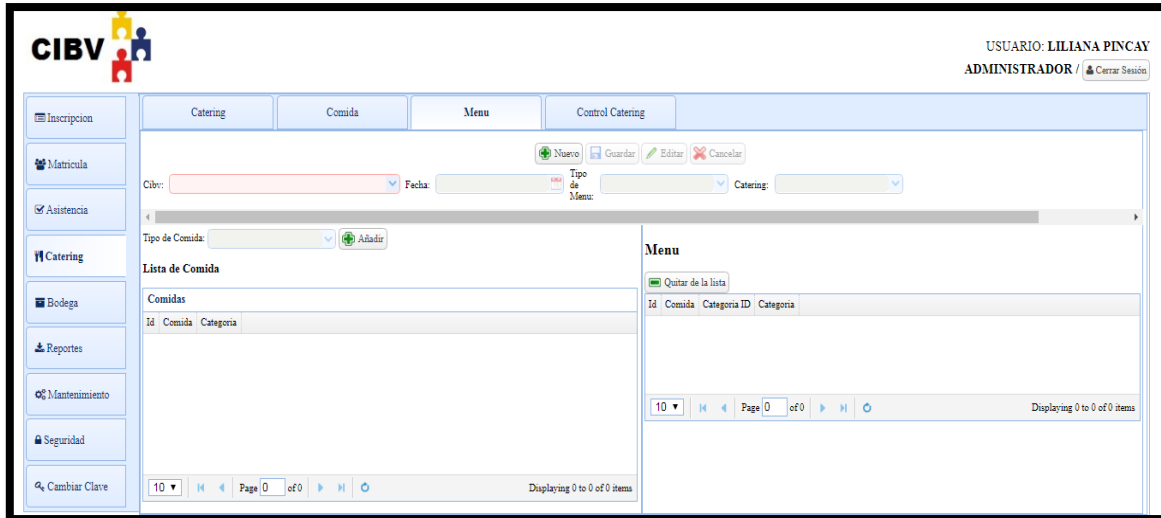 CIBV
USUARIO: LILIANA PINCAY
ADMINISTRADOR / Cerrar Sesión
Inscripcion
Matricula
Asistencia
Catering
Bodega
Reportes
Mantenimiento
Seguridad
Cambiar Clave
Catering Comida Menu Control Catering
Nuevo Guardar Editar Cancelar
Cibv: Fecha: Tipo de Menu: Catering:
Tipo de Comida: Añadir
Lista de Comida
Comidas
Id Comida Categoria
10 Page 0 of 0 Displaying 0 to 0 of 0 items
Menu
Quitar de la lista
Id Comida Categoria ID Categoria
10 Page 0 of 0 Displaying 0 to 0 of 0 items